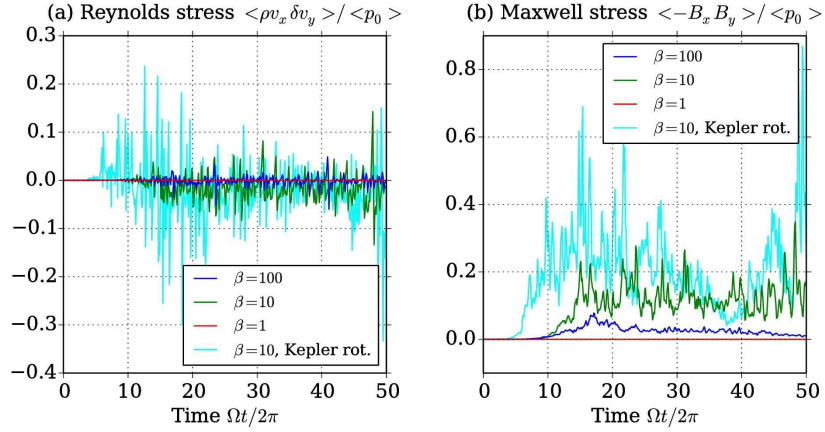 (a) Reynolds stress <ρv_x δv_y>/<p_0>
0.3
0.2
0.1
0.0
−0.1
−0.2
−0.3
−0.4
β=100
β=10
β=1
β=10, Kepler rot.
0 10 20 30 40 50
Time Ωt/2π
(b) Maxwell stress <−B_x B_y>/<p_0>
0.8
0.6
0.4
0.2
0.0
β=100
β=10
β=1
β=10, Kepler rot.
0 10 20 30 40 50
Time Ωt/2π